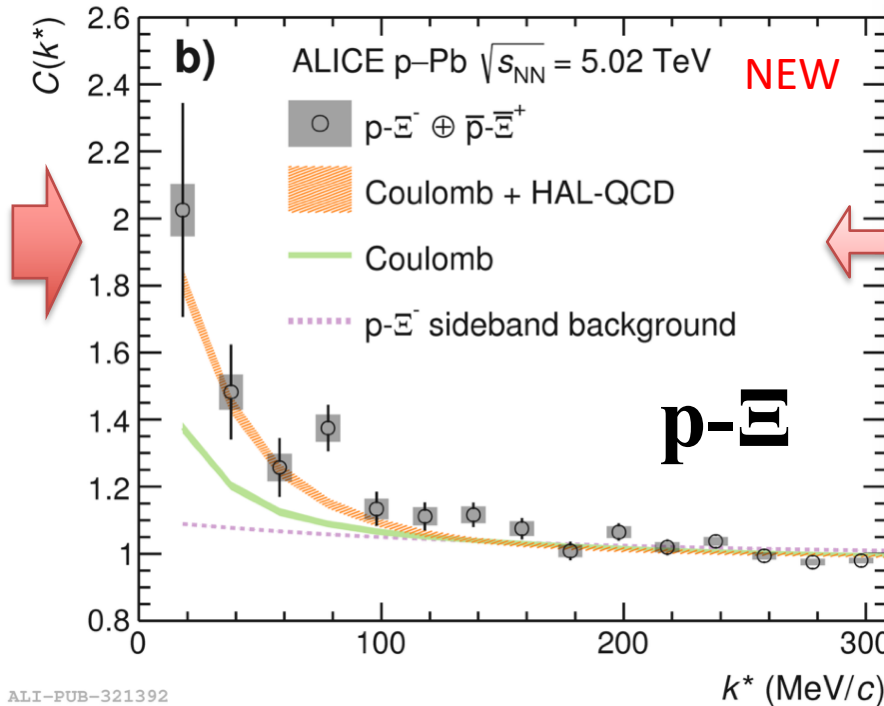 C(k*)
2.6
2.4
2.2
2
1.8
1.6
1.4
1.2
1
0.8
b) ALICE p–Pb √s_NN = 5.02 TeV
NEW
p-Ξ⁻ ⊕ p̅-Ξ̅⁺
Coulomb + HAL-QCD
Coulomb
p-Ξ⁻ sideband background
p-Ξ
0 100 200 300
k* (MeV/c)
ALI-PUB-321392